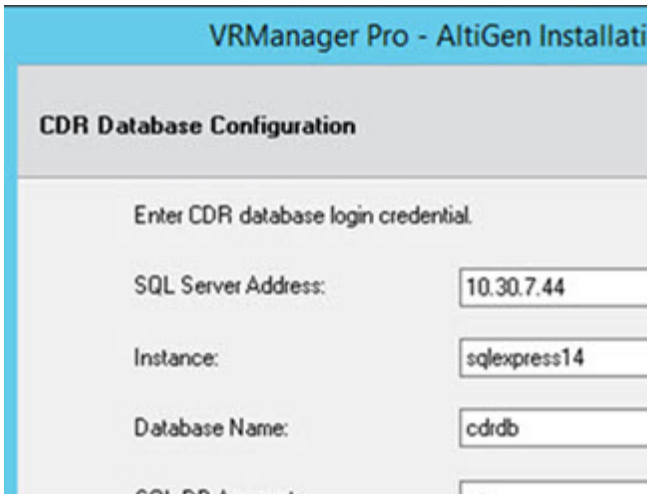 VRManager Pro - AltiGen Installati
CDR Database Configuration
Enter CDR database login credential.
SQL Server Address: 10.30.7.44
Instance: sqlexpress14
Database Name: cdrdb